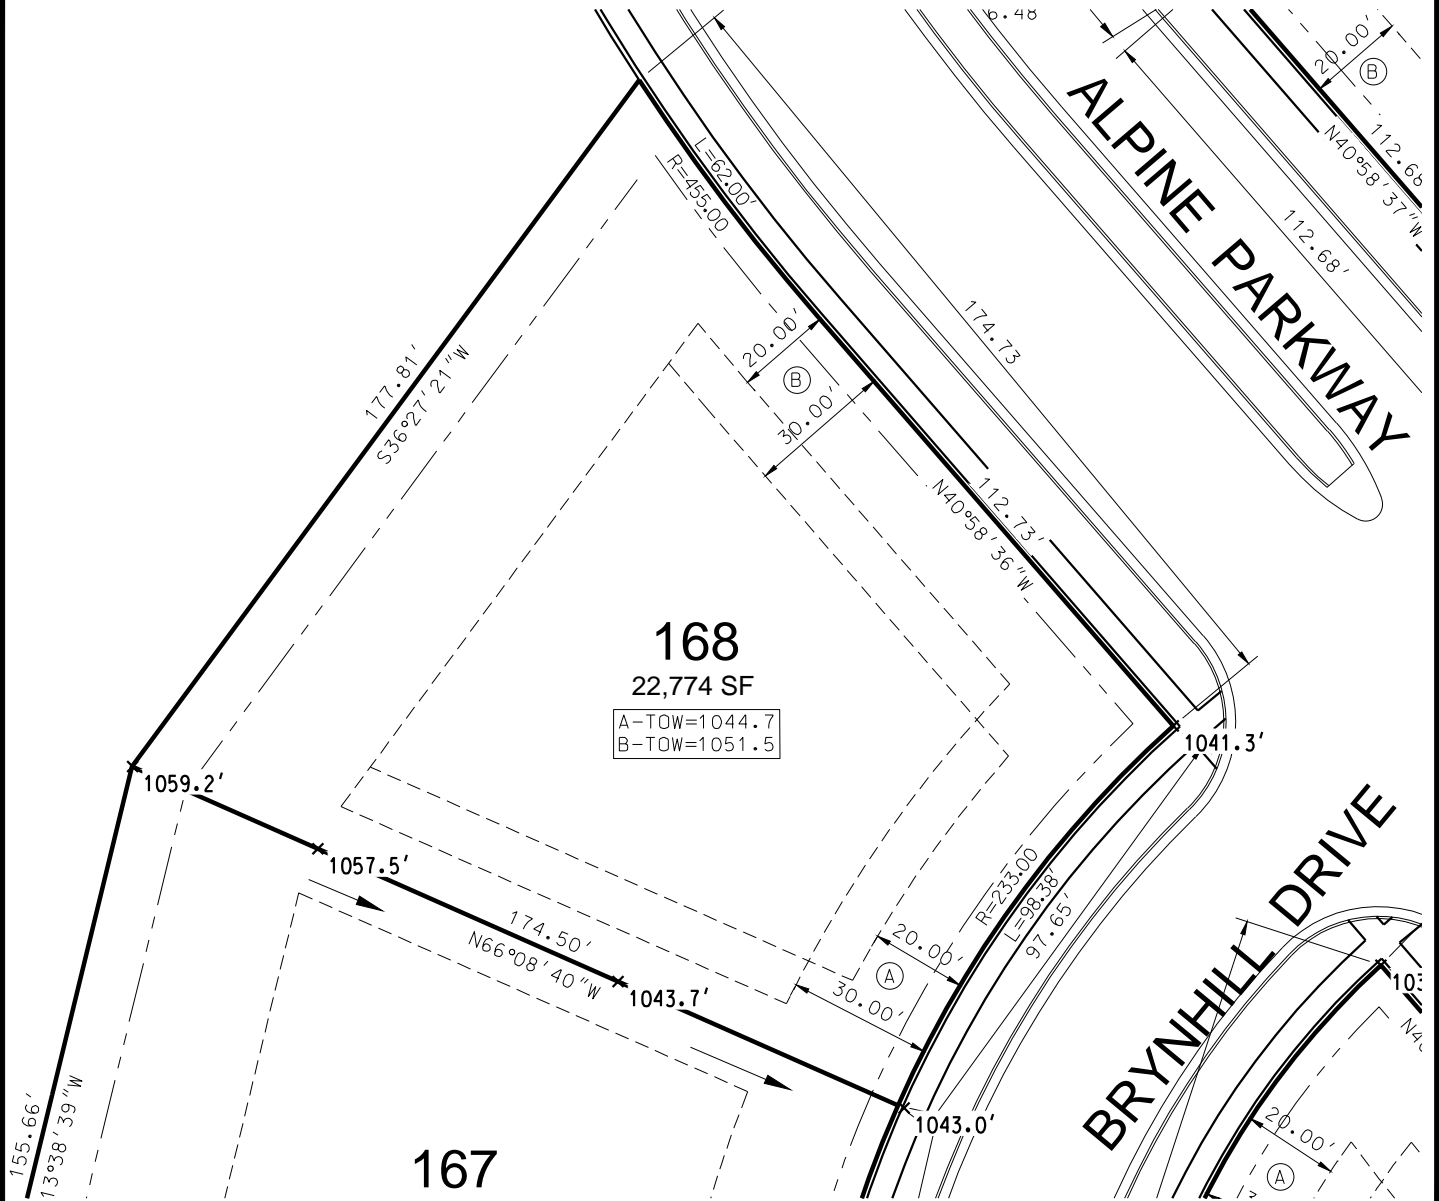 6.48
20.00'
B
112.68
N40°58'37"W
ALPINE PARKWAY
112.68'
L=62.00'
R=455.00
174.73
177.81'
S36°27'21"W
20.00'
B
30.00'
112.73'
N40°58'36"W
168
22,774 SF
A-TOW=1044.7
B-TOW=1051.5
1041.3'
1059.2'
1057.5'
174.50'
N66°08'40"W
1043.7'
R=233.00
L=98.38'
97.65'
20.00'
A
30.00'
BRYNHILL DRIVE
103
N4
1043.0'
20.00'
A
155.66'
13°38'39"W
167